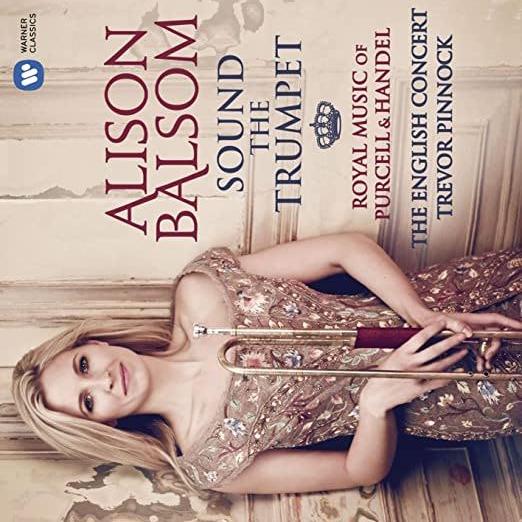 WARNER
CLASSICS
ALISON
BALSOM
SOUND
THE
TRUMPET
ROYAL MUSIC OF
PURCELL & HANDEL
THE ENGLISH CONCERT
TREVOR PINNOCK